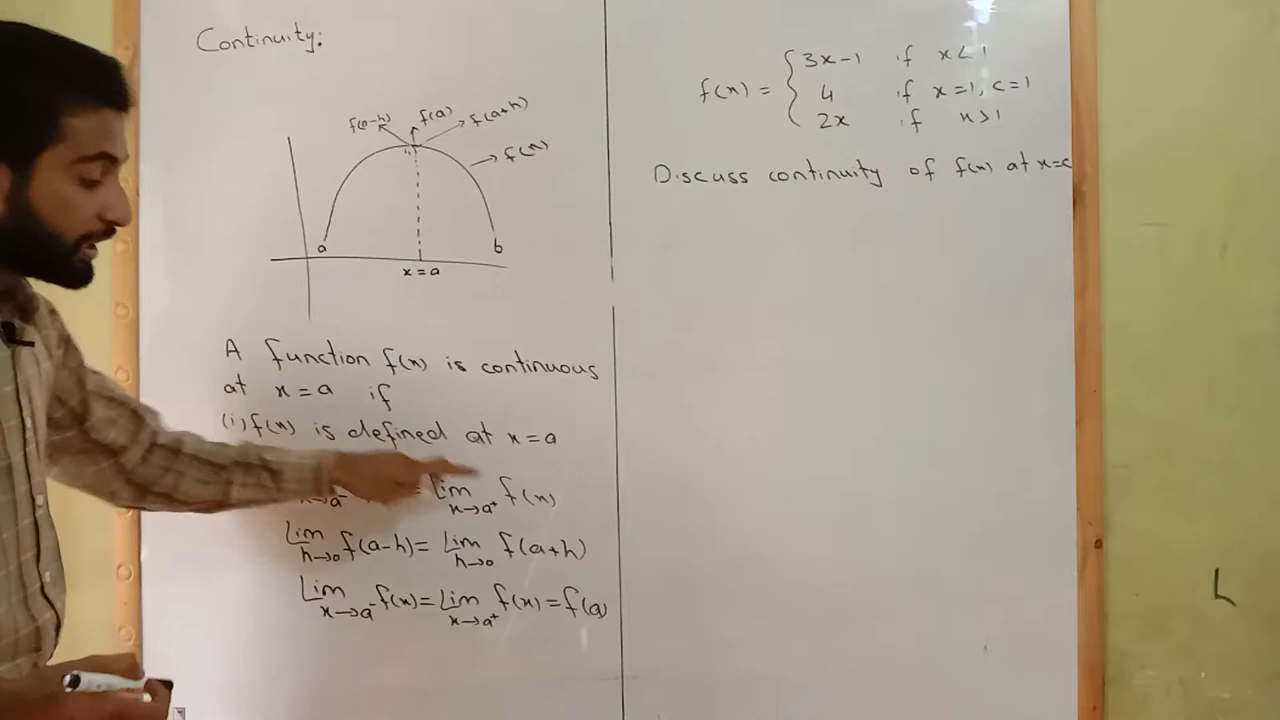 Continuity:
f(a-h) f(a) f(a+h)
f(x)
a b
x = a
A function f(x) is continuous
at x = a if
(i) f(x) is defined at x = a
x→a⁻ = Lim x→a⁺ f(x)
Lim h→0 f(a-h) = Lim h→0 f(a+h)
Lim x→a⁻ f(x) = Lim x→a⁺ f(x) = f(a)
f(x) = { 3x-1 if x < 1
4 if x = 1, c = 1
2x if x > 1
Discuss continuity of f(x) at x=c